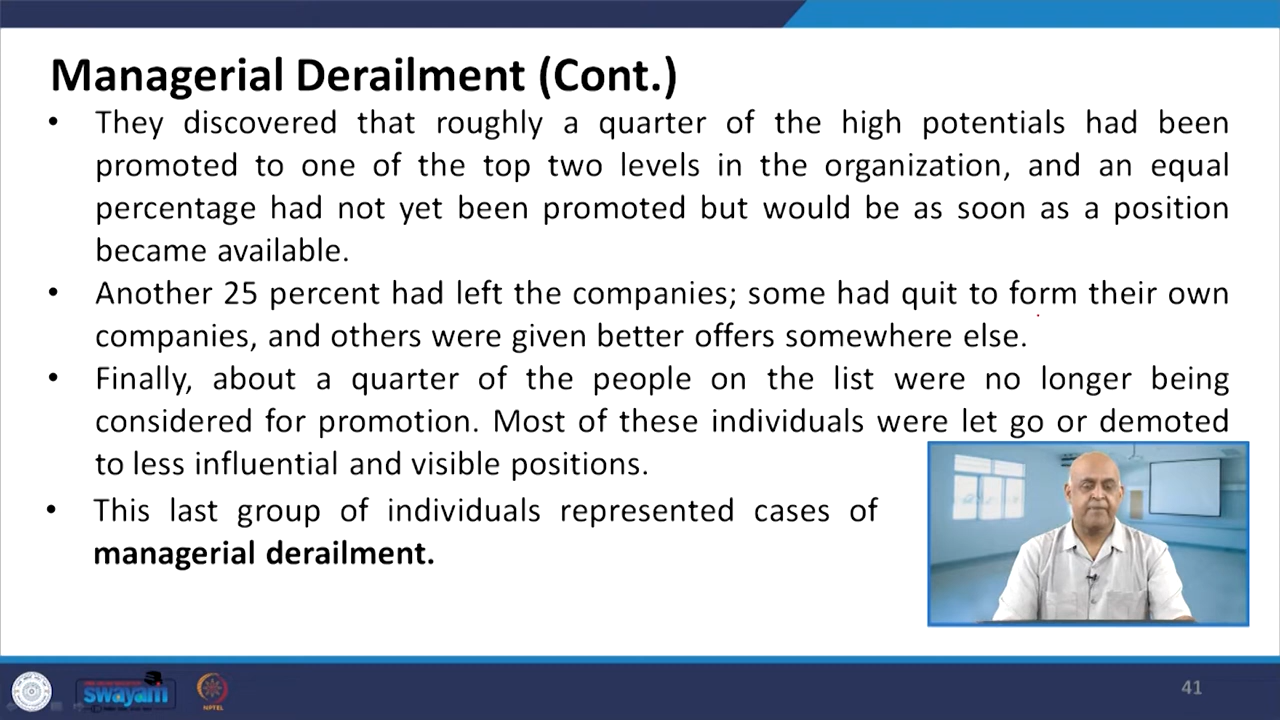 Managerial Derailment (Cont.)
• They discovered that roughly a quarter of the high potentials had been
promoted to one of the top two levels in the organization, and an equal
percentage had not yet been promoted but would be as soon as a position
became available.
• Another 25 percent had left the companies; some had quit to form their own
companies, and others were given better offers somewhere else.
• Finally, about a quarter of the people on the list were no longer being
considered for promotion. Most of these individuals were let go or demoted
to less influential and visible positions.
• This last group of individuals represented cases of
managerial derailment.
swayam
NPTEL
41